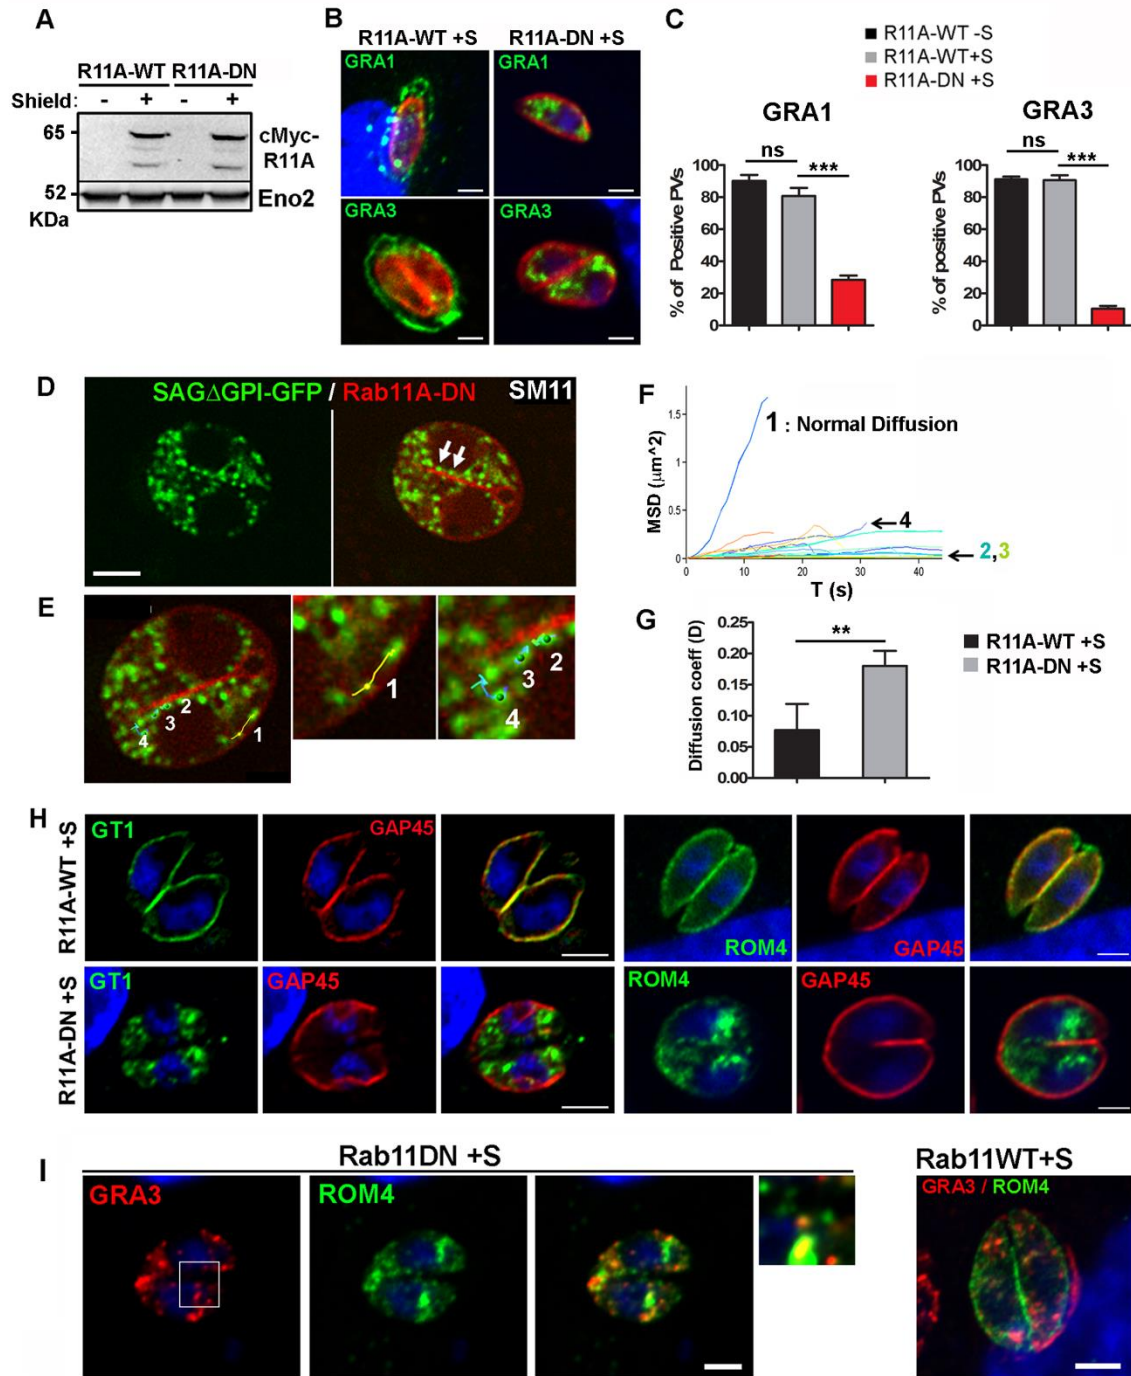 A
R11A-WT R11A-DN
Shield: - + - +
65
cMyc-
R11A
52
Eno2
KDa
B
R11A-WT +S R11A-DN +S
GRA1 GRA1
GRA3 GRA3
C
R11A-WT -S
R11A-WT+S
R11A-DN +S
GRA1
ns
***
% of Positive PVs
100
80
60
40
20
0
GRA3
ns
***
% of positive PVs
100
80
60
40
20
0
D
SAGΔGPI-GFP / Rab11A-DN SM11
E
1
2
3
4
1
2
3
4
F
1 : Normal Diffusion
MSD (µm^2)
1.5
1
0.5
0
4
2,3
0 10 20 30 40
T (s)
G
**
Diffusion coeff (D)
0.25
0.20
0.15
0.10
0.05
0.00
R11A-WT +S
R11A-DN +S
H
R11A-WT +S
GT1 GAP45
ROM4 GAP45
R11A-DN +S
GT1 GAP45 ROM4 GAP45
I
Rab11DN +S
GRA3 ROM4
Rab11WT+S
GRA3 / ROM4